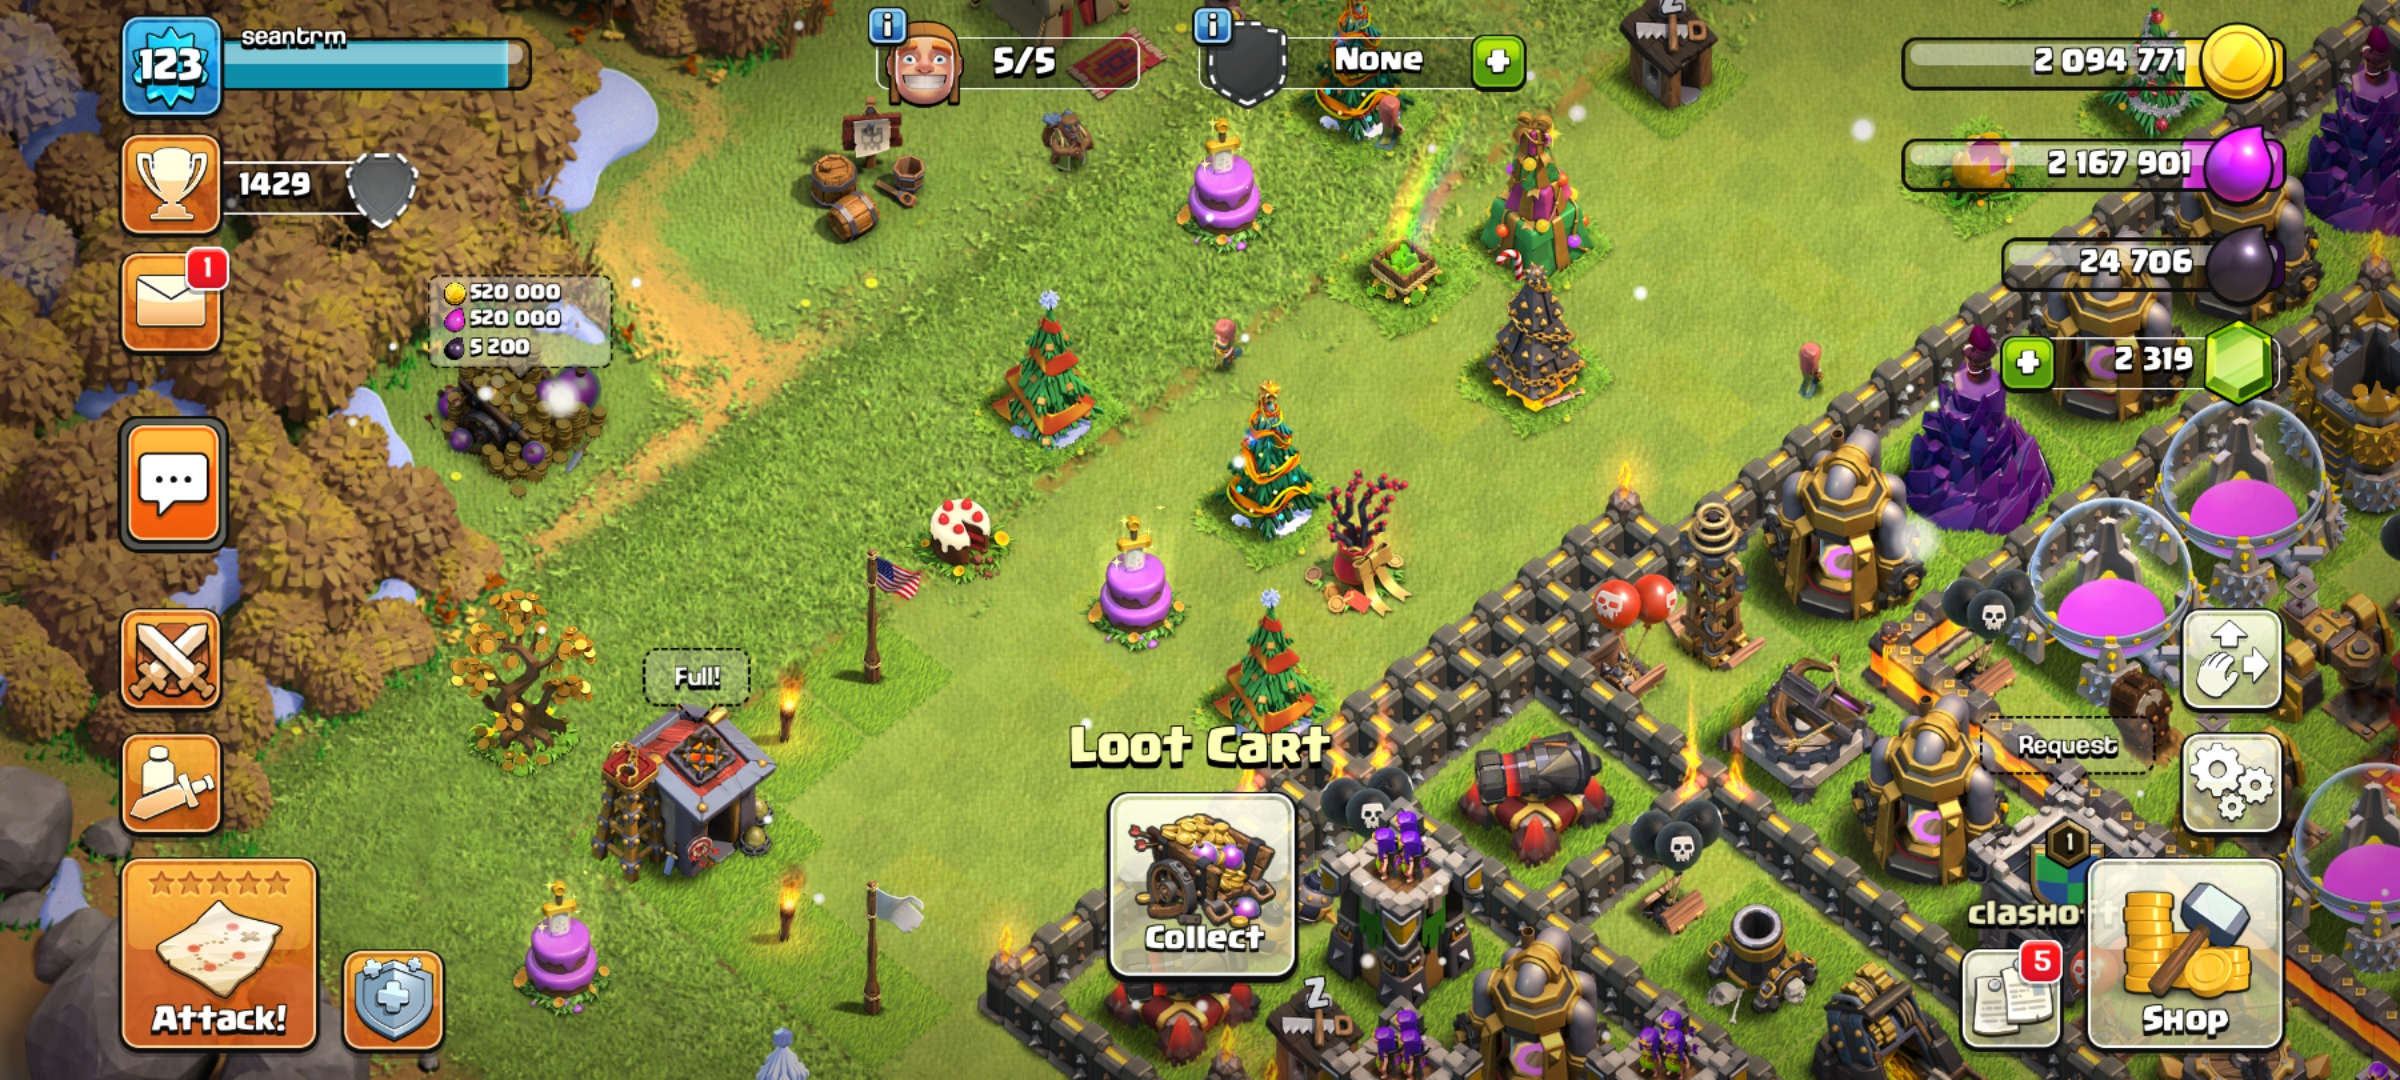 123
seantrm
i
5/5
i
None
2 094 771
1429
2 167 901
1
24 706
520 000
520 000
5 200
2 319
Full!
Loot Cart
Request
Collect
1
5
Attack!
Shop